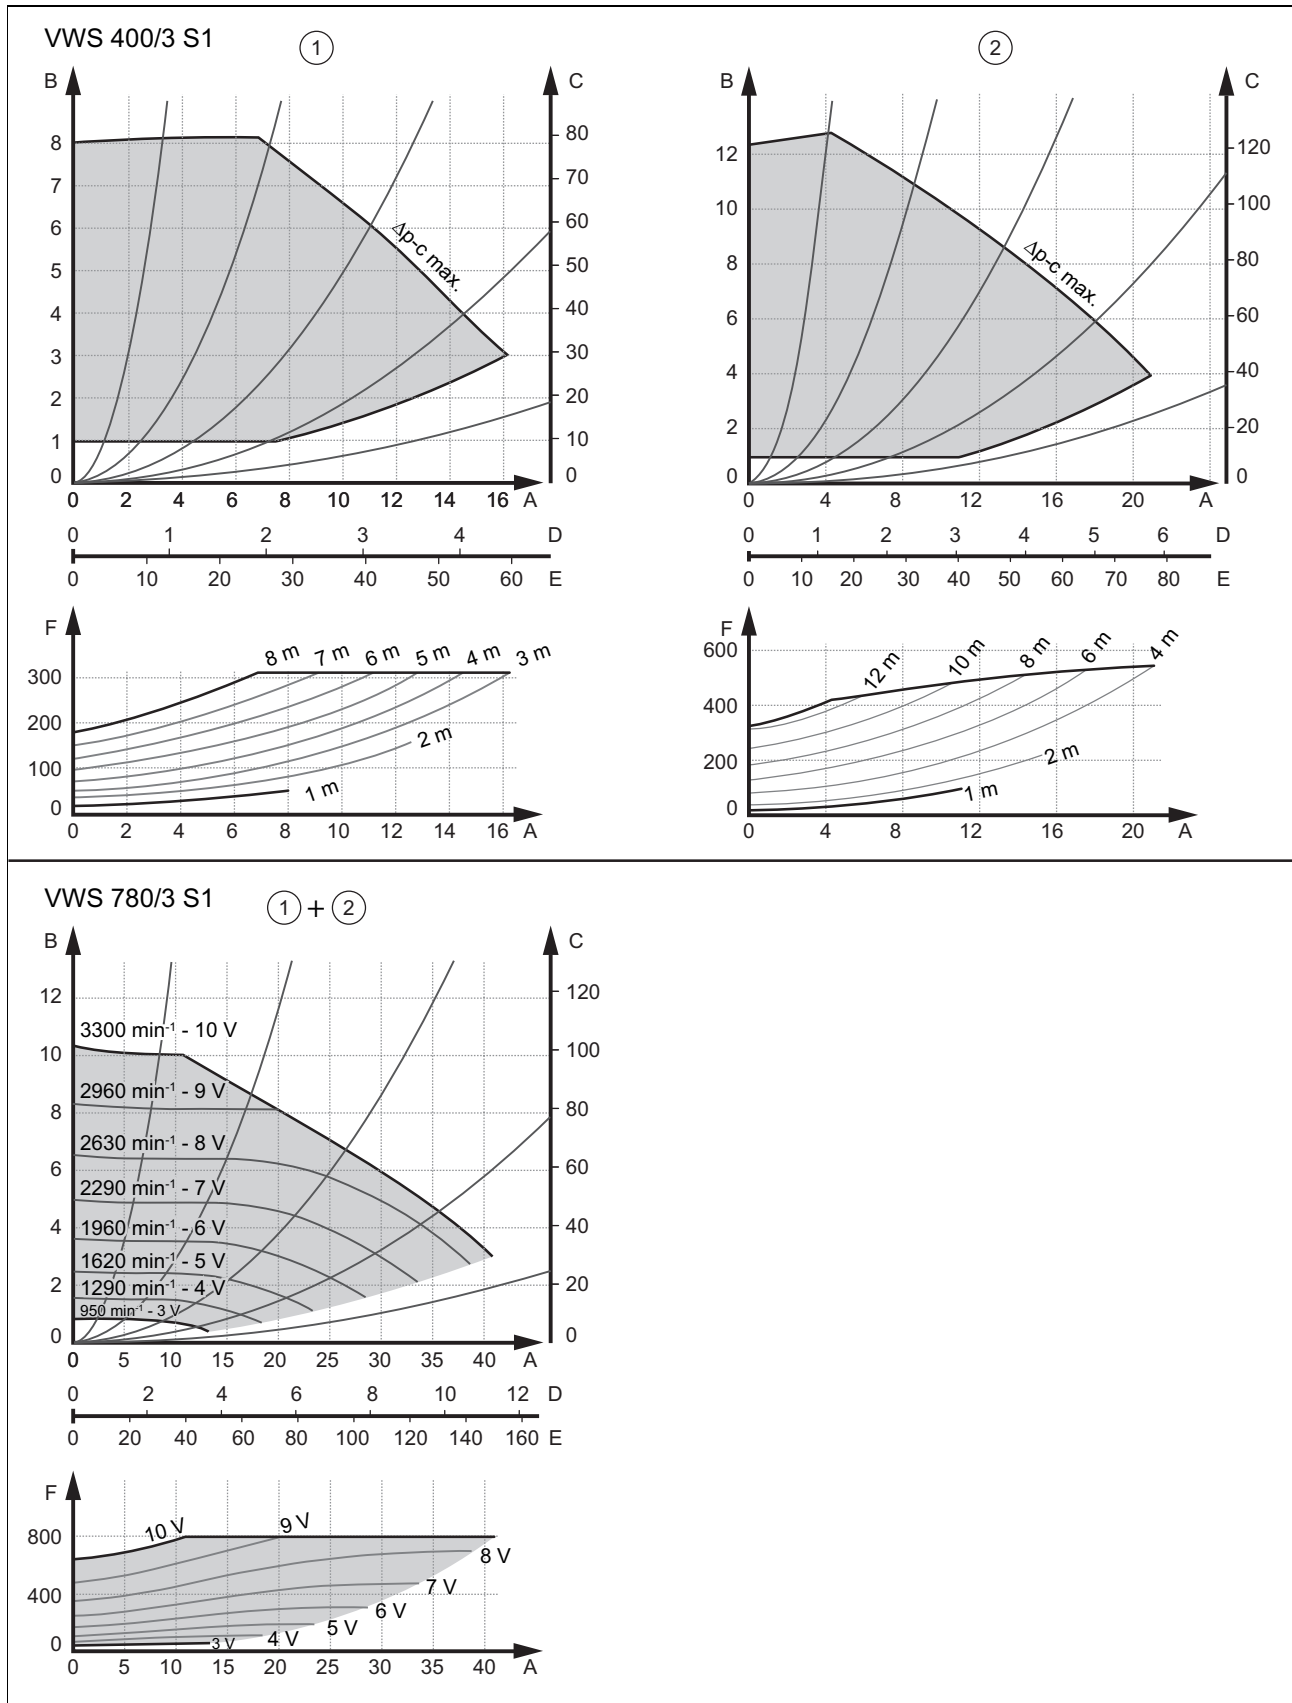 VWS 400/3 S1
1
2
B
C
8
7
6
5
4
3
2
1
0
80
70
60
50
40
30
20
10
0
Δp-c max.
0 2 4 6 8 10 12 14 16 A
0 1 2 3 4 D
0 10 20 30 40 50 60 E
F
300
200
100
0
8 m 7 m 6 m 5 m 4 m 3 m
2 m
1 m
0 2 4 6 8 10 12 14 16 A
B
C
12
10
8
6
4
2
0
120
100
80
60
40
20
0
Δp-c max.
0 4 8 12 16 20 A
0 1 2 3 4 5 6 D
0 10 20 30 40 50 60 70 80 E
F
600
400
200
0
12 m 10 m 8 m 6 m 4 m
2 m
1 m
0 4 8 12 16 20 A
VWS 780/3 S1
1 + 2
B
C
12
10
8
6
4
2
0
120
100
80
60
40
20
0
3300 min⁻¹ - 10 V
2960 min⁻¹ - 9 V
2630 min⁻¹ - 8 V
2290 min⁻¹ - 7 V
1960 min⁻¹ - 6 V
1620 min⁻¹ - 5 V
1290 min⁻¹ - 4 V
950 min⁻¹ - 3 V
0 5 10 15 20 25 30 35 40 A
0 2 4 6 8 10 12 D
0 20 40 60 80 100 120 140 160 E
F
800
400
0
10 V
9 V
8 V
7 V
6 V
5 V
4 V
3 V
0 5 10 15 20 25 30 35 40 A